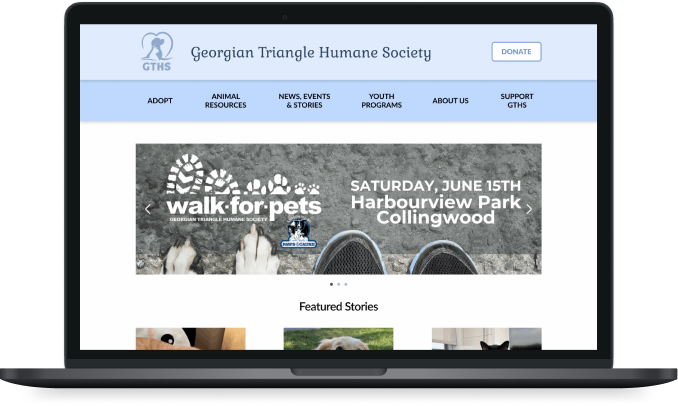 GTHS
Georgian Triangle Humane Society
DONATE
ADOPT
ANIMAL
RESOURCES
NEWS, EVENTS
& STORIES
YOUTH
PROGRAMS
ABOUT US
SUPPORT
GTHS
walk·for·pets
GEORGIAN TRIANGLE HUMANE SOCIETY
SATURDAY, JUNE 15TH
Harbourview Park
Collingwood
Featured Stories